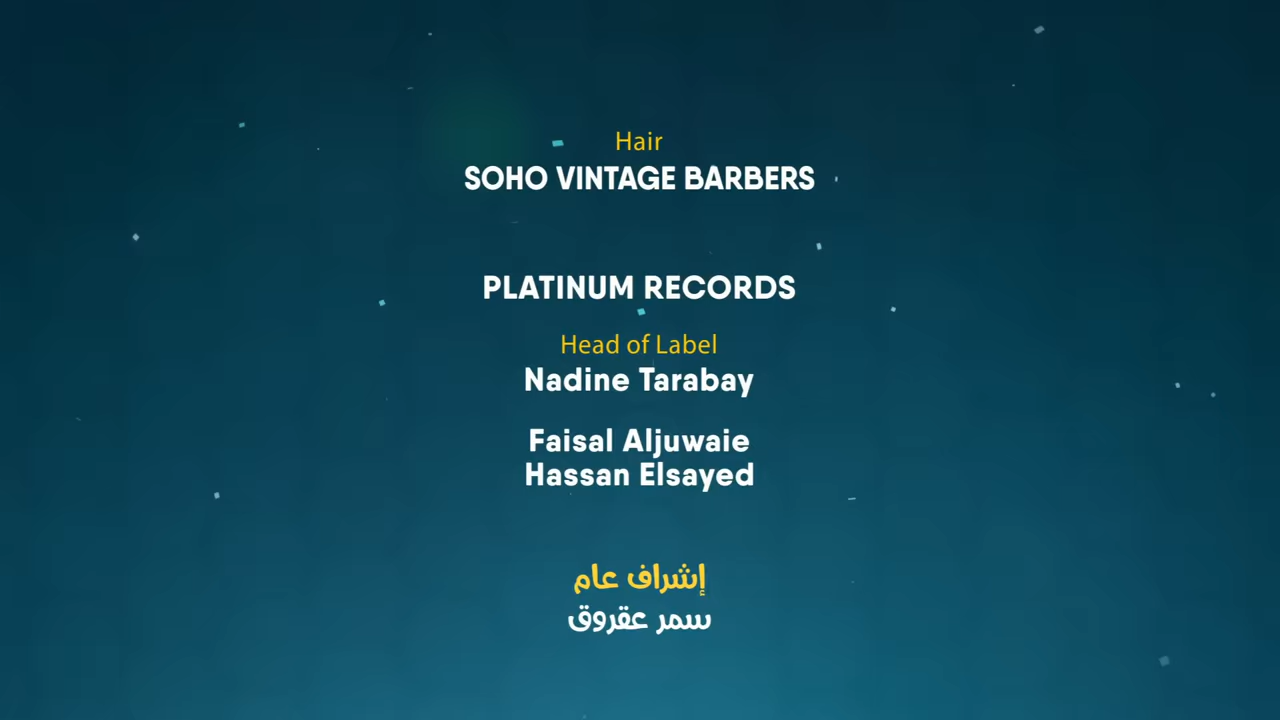 Hair
SOHO VINTAGE BARBERS
PLATINUM RECORDS
Head of Label
Nadine Tarabay
Faisal Aljuwaie
Hassan Elsayed
إشراف عام
سمر عقروق